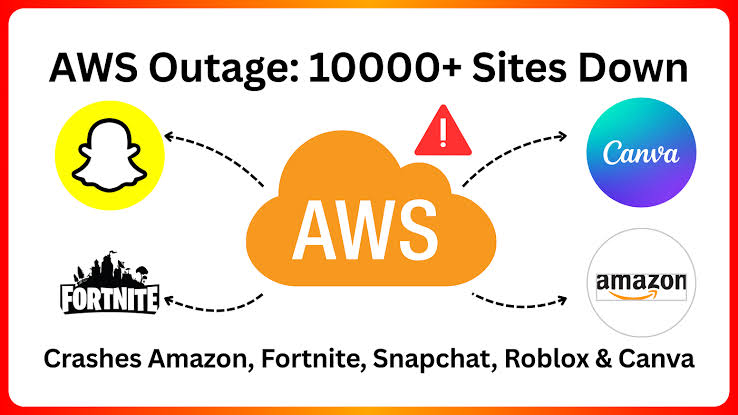 AWS Outage: 10000+ Sites Down
Canva
AWS
!
FORTNITE
amazon
Crashes Amazon, Fortnite, Snapchat, Roblox & Canva